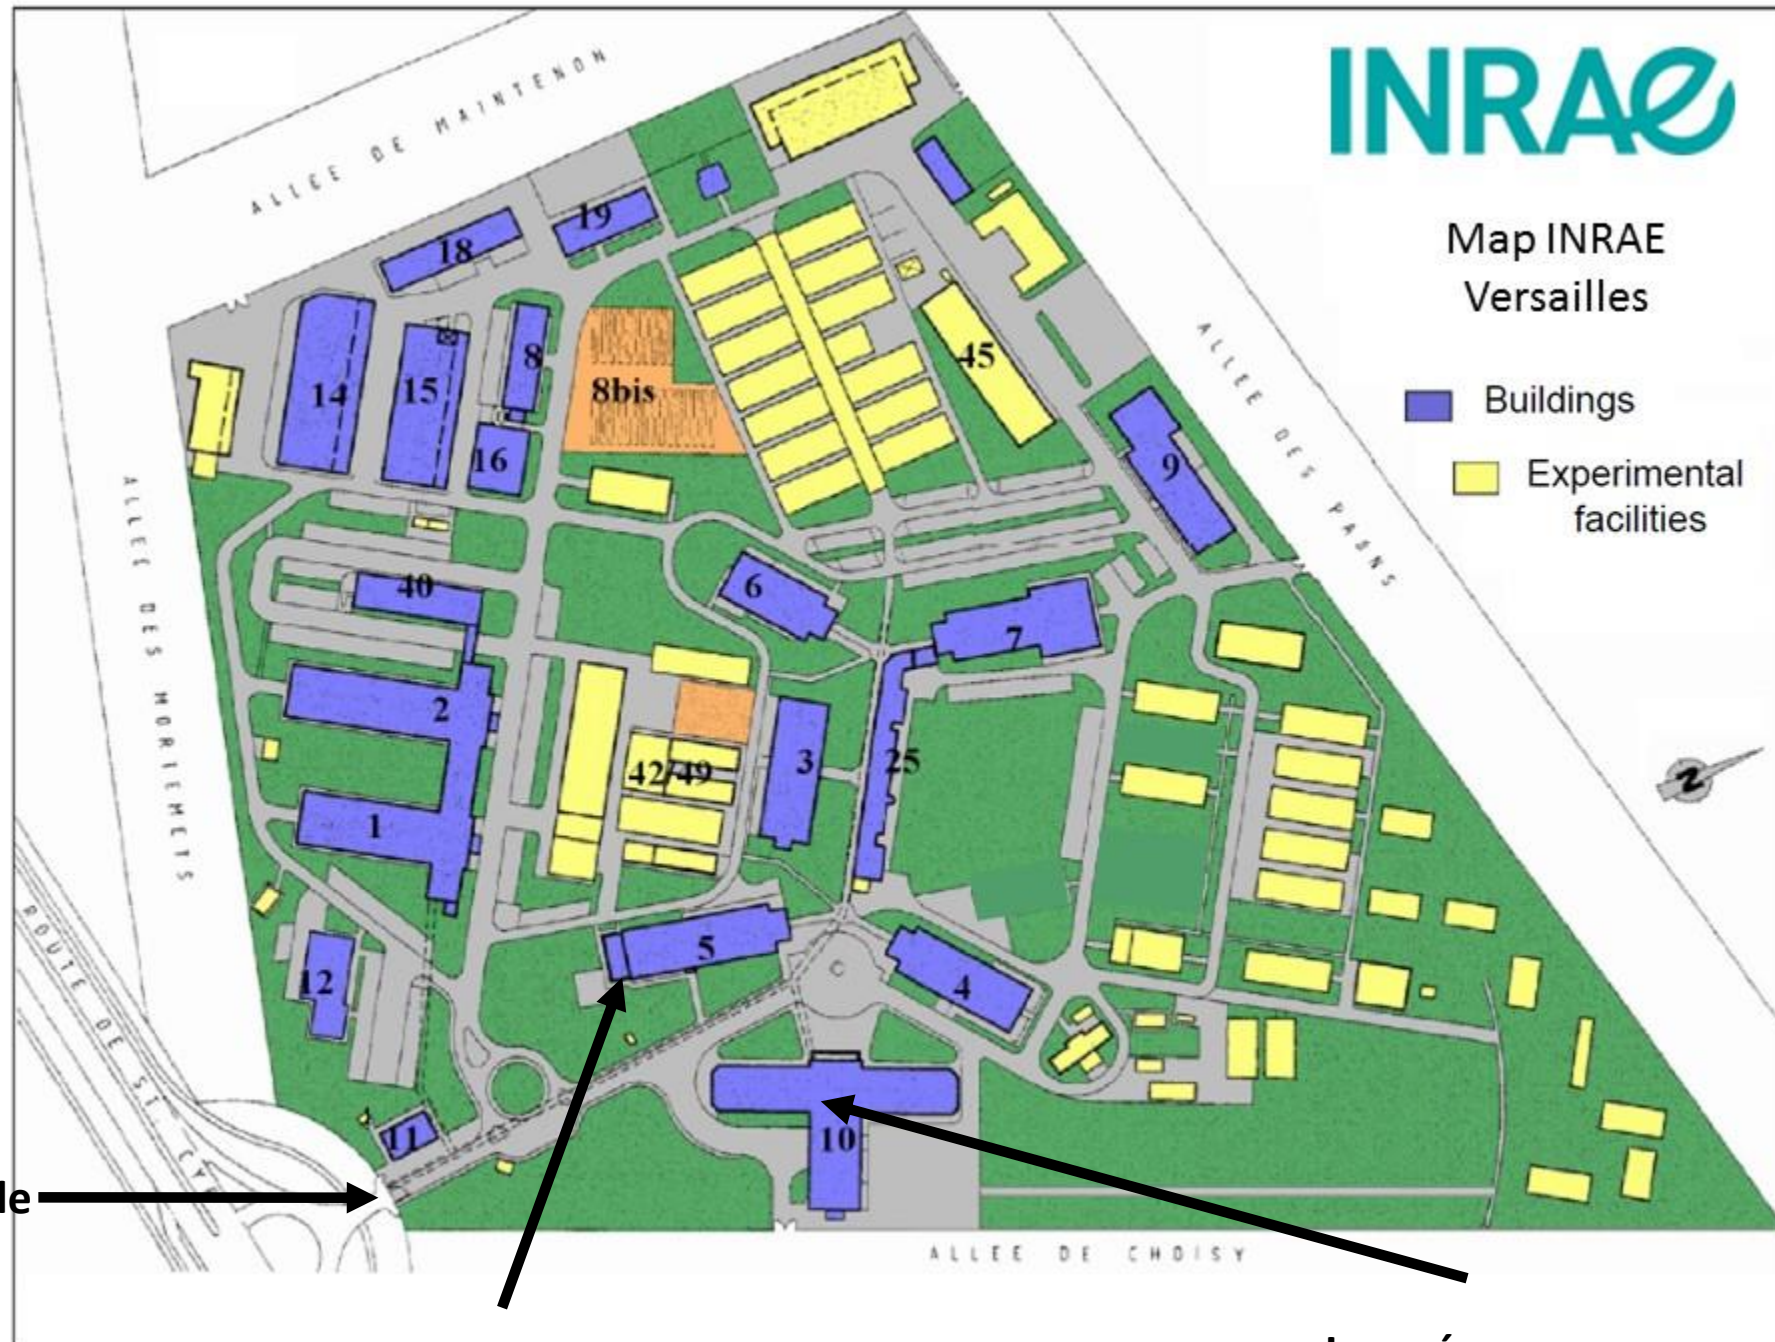 INRAE
Map INRAE
Versailles
Buildings
Experimental
facilities
ALLEE DE MAINTENON
ALLEE DES PAONS
ALLEE DES MORTEMETS
ROUTE DE ST. CYR
ALLEE DE CHOISY
N
19
18
8
14
15
8bis
45
16
9
40
6
7
2
42/49
3
25
1
5
4
12
C
10
11
le